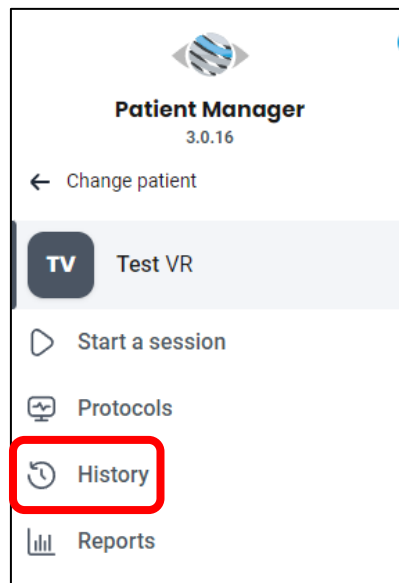 Patient Manager
3.0.16
Change patient
TV Test VR
Start a session
Protocols
History
Reports